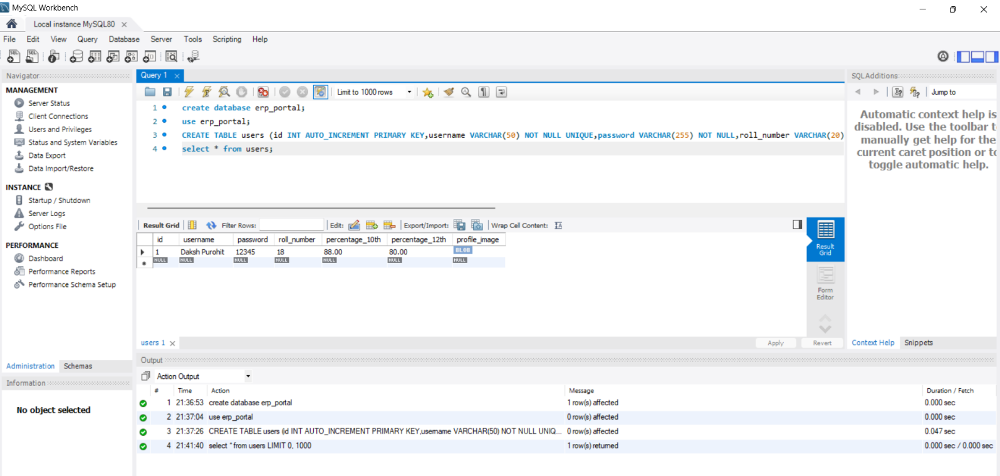 MySQL Workbench
Local instance MySQL80
File Edit View Query Database Server Tools Scripting Help
Navigator
MANAGEMENT
Server Status
Client Connections
Users and Privileges
Status and System Variables
Data Export
Data Import/Restore
INSTANCE
Startup / Shutdown
Server Logs
Options File
PERFORMANCE
Dashboard
Performance Reports
Performance Schema Setup
Administration Schemas
Information
No object selected
Query 1
Limit to 1000 rows
1 create database erp_portal;
2 use erp_portal;
3 CREATE TABLE users (id INT AUTO_INCREMENT PRIMARY KEY,username VARCHAR(50) NOT NULL UNIQUE,password VARCHAR(255) NOT NULL,roll_number VARCHAR(20)
4 select * from users;
Result Grid Filter Rows: Edit: Export/Import: Wrap Cell Content:
id username password roll_number percentage_10th percentage_12th profile_image
1 Daksh Purohit 12345 18 88.00 80.00 BLOB
NULL NULL NULL NULL NULL NULL NULL
Result
Grid
Form
Editor
users 1
Apply Revert
SQLAdditions
Jump to
Automatic context help is
disabled. Use the toolbar t
manually get help for the
current caret position or to
toggle automatic help.
Context Help Snippets
Output
Action Output
# Time Action Message Duration / Fetch
1 21:36:53 create database erp_portal 1 row(s) affected 0.000 sec
2 21:37:04 use erp_portal 0 row(s) affected 0.000 sec
3 21:37:26 CREATE TABLE users (id INT AUTO_INCREMENT PRIMARY KEY,username VARCHAR(50) NOT NULL UNIQ... 0 row(s) affected 0.047 sec
4 21:41:40 select * from users LIMIT 0, 1000 1 row(s) returned 0.000 sec / 0.000 sec